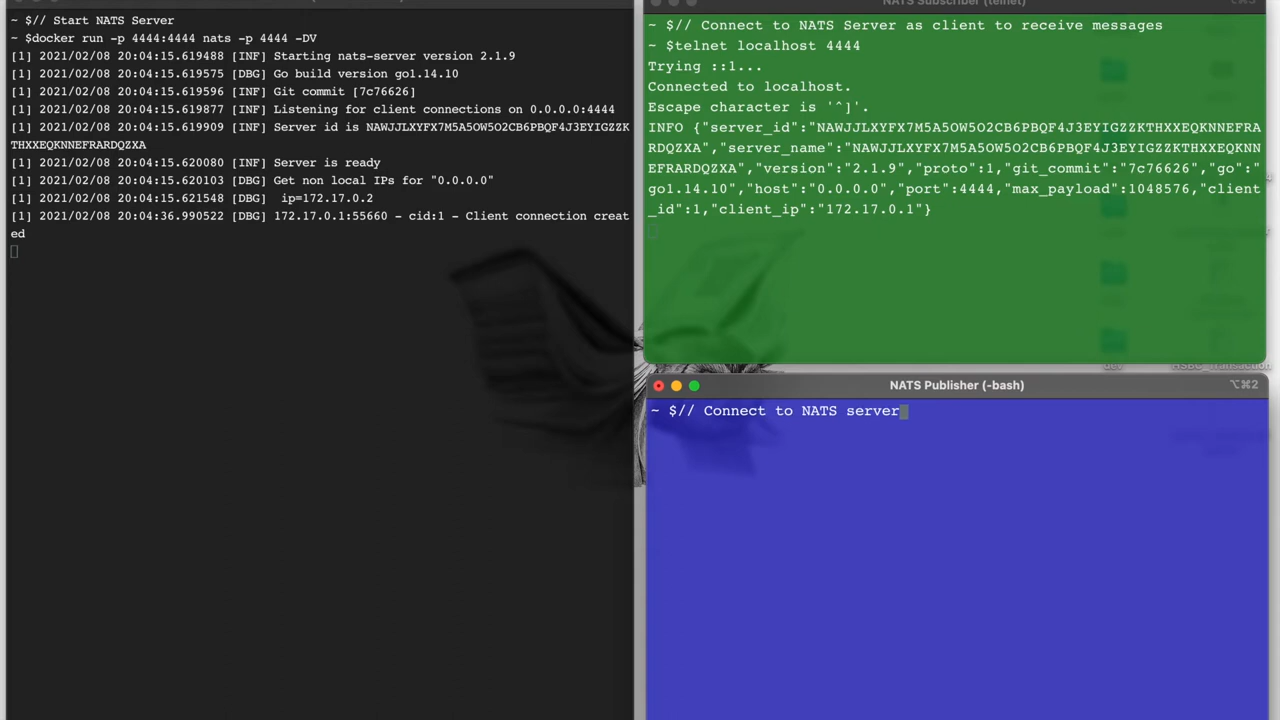 ~ $// Start NATS Server
~ $docker run -p 4444:4444 nats -p 4444 -DV
[1] 2021/02/08 20:04:15.619488 [INF] Starting nats-server version 2.1.9
[1] 2021/02/08 20:04:15.619575 [DBG] Go build version go1.14.10
[1] 2021/02/08 20:04:15.619596 [INF] Git commit [7c76626]
[1] 2021/02/08 20:04:15.619877 [INF] Listening for client connections on 0.0.0.0:4444
[1] 2021/02/08 20:04:15.619909 [INF] Server id is NAWJJLXYFX7M5A5OW5O2CB6PBQF4J3EYIGZZK
THXXEQKNNEFRARDQZXA
[1] 2021/02/08 20:04:15.620080 [INF] Server is ready
[1] 2021/02/08 20:04:15.620103 [DBG] Get non local IPs for "0.0.0.0"
[1] 2021/02/08 20:04:15.621548 [DBG]  ip=172.17.0.2
[1] 2021/02/08 20:04:36.990522 [DBG] 172.17.0.1:55660 - cid:1 - Client connection creat
ed
NATS Subscriber (telnet)
~ $// Connect to NATS Server as client to receive messages
~ $telnet localhost 4444
Trying ::1...
Connected to localhost.
Escape character is '^]'.
INFO {"server_id":"NAWJJLXYFX7M5A5OW5O2CB6PBQF4J3EYIGZZKTHXXEQKNNEFRA
RDQZXA","server_name":"NAWJJLXYFX7M5A5OW5O2CB6PBQF4J3EYIGZZKTHXXEQKNN
EFRARDQZXA","version":"2.1.9","proto":1,"git_commit":"7c76626","go":"
go1.14.10","host":"0.0.0.0","port":4444,"max_payload":1048576,"client
_id":1,"client_ip":"172.17.0.1"}
dev
NATS Publisher (-bash)
⌥⌘2
~ $// Connect to NATS server